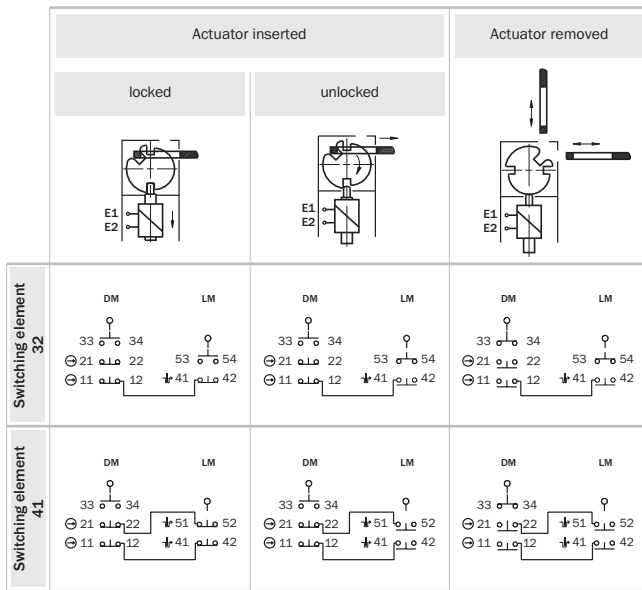 Actuator inserted
Actuator removed
locked
unlocked
E1
E2
E1
E2
E1
E2
Switching element
32
DM LM
33 34
53 54
21 22
11 12 41 42
DM LM
33 34
53 54
21 22
11 12 41 42
DM LM
33 34
53 54
21 22
11 12 41 42
Switching element
41
DM LM
33 34
21 22 51 52
11 12 41 42
DM LM
33 34
21 22 51 52
11 12 41 42
DM LM
33 34
21 22 51 52
11 12 41 42